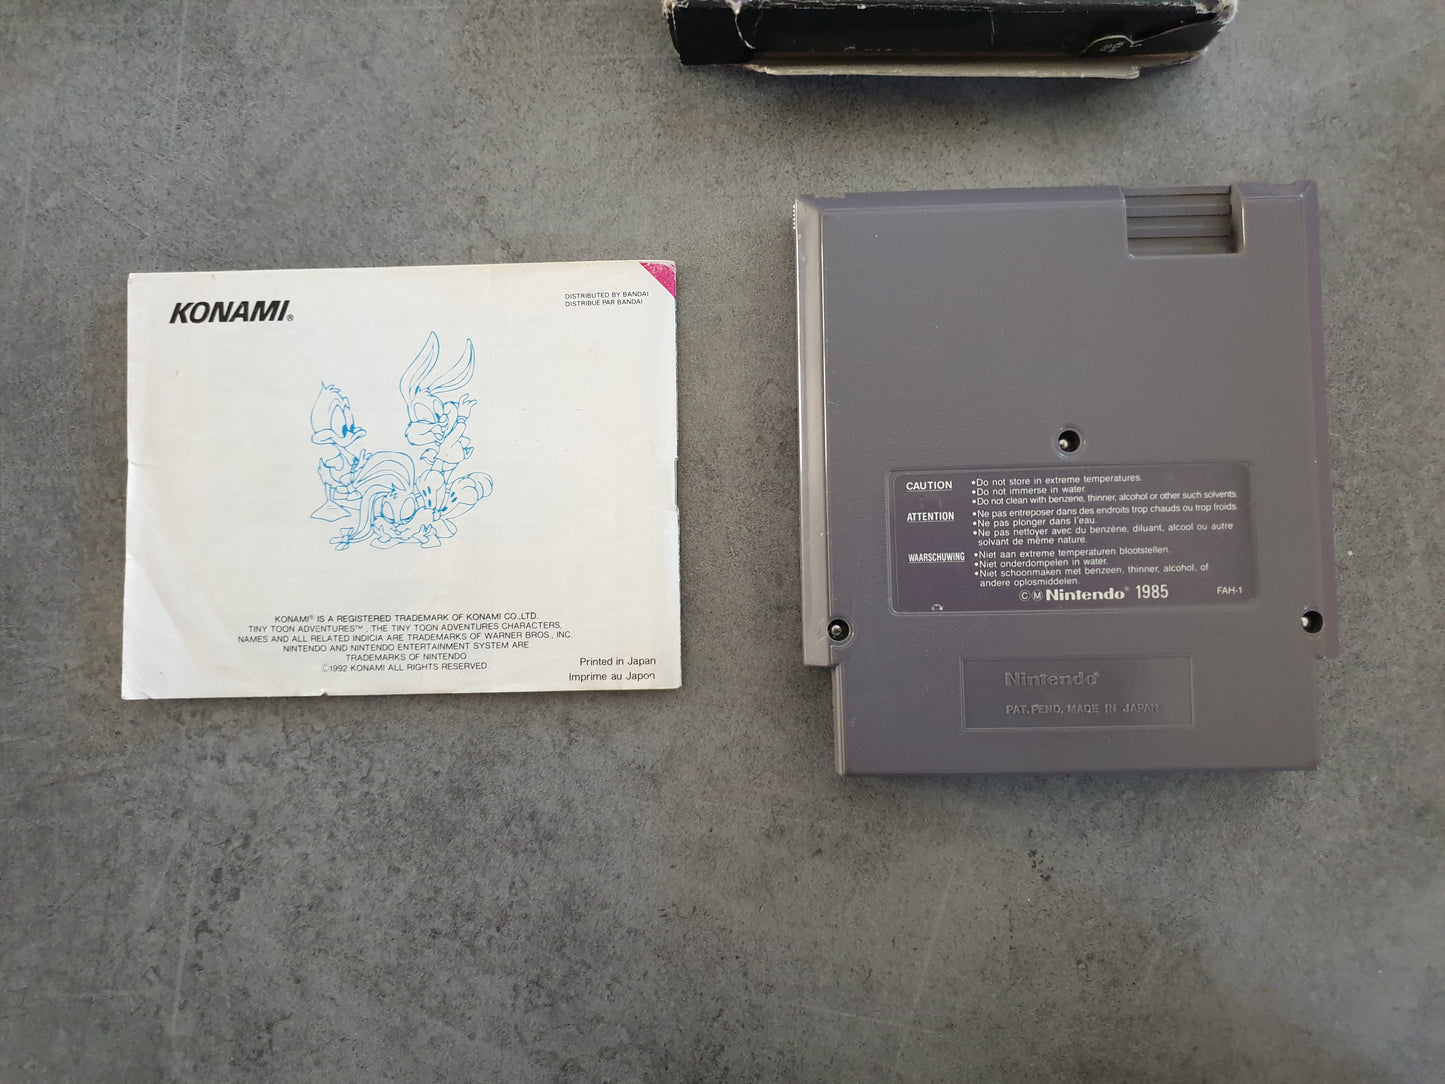 KONAMI®
DISTRIBUTED BY BANDAI
DISTRIBUÉ PAR BANDAI
KONAMI® IS A REGISTERED TRADEMARK OF KONAMI CO.,LTD.
TINY TOON ADVENTURES™, THE TINY TOON ADVENTURES CHARACTERS,
NAMES AND ALL RELATED INDICIA ARE TRADEMARKS OF WARNER BROS., INC.
NINTENDO AND NINTENDO ENTERTAINMENT SYSTEM ARE
TRADEMARKS OF NINTENDO
©1992 KONAMI ALL RIGHTS RESERVED.
Printed in Japan
Imprime au Japon
CAUTION •Do not store in extreme temperatures.
•Do not immerse in water.
•Do not clean with benzene, thinner, alcohol or other such solvents.
ATTENTION •Ne pas entreposer dans des endroits trop chauds ou trop froids.
•Ne pas plonger dans l'eau.
•Ne pas nettoyer avec du benzène, diluant, alcool ou autre
solvant de même nature.
WAARSCHUWING •Niet aan extreme temperaturen blootstellen.
•Niet onderdompelen in water.
•Niet schoonmaken met benzeen, thinner, alcohol, of
andere oplosmiddelen.
ⒸⓂ Nintendo® 1985 FAH-1
Nintendo®
PAT. PEND. MADE IN JAPAN